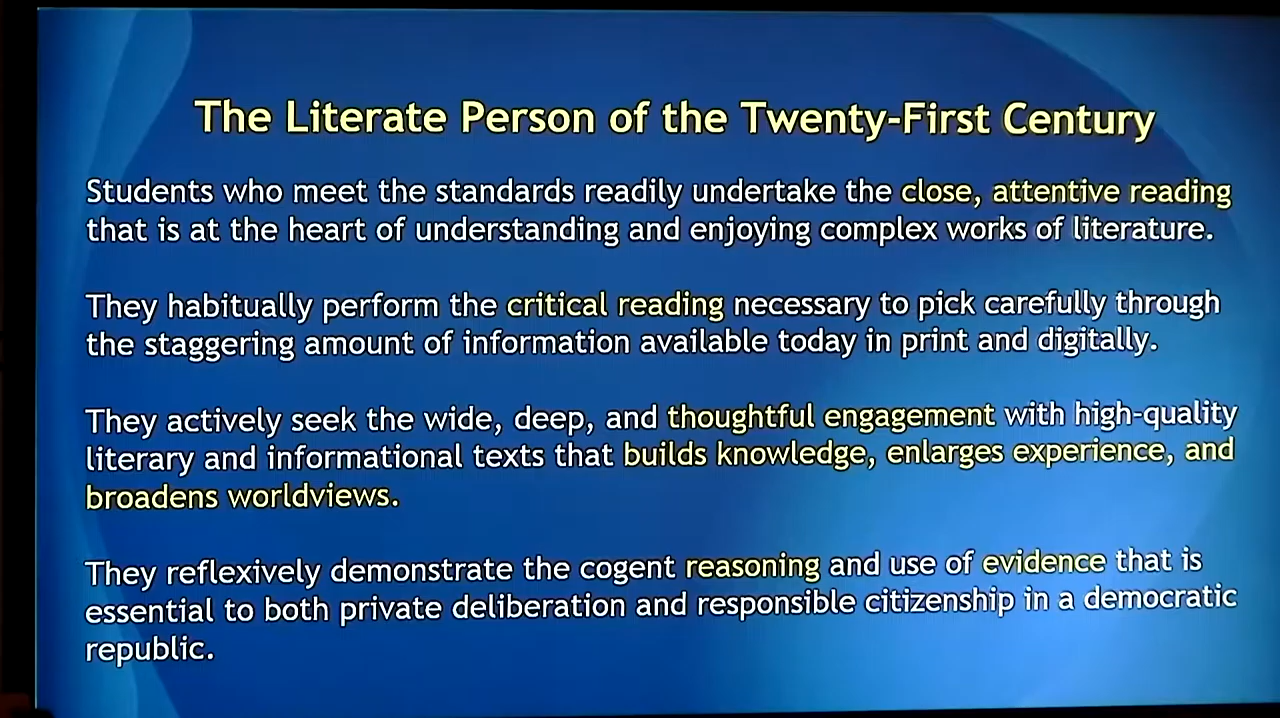 The Literate Person of the Twenty-First Century
Students who meet the standards readily undertake the close, attentive reading
that is at the heart of understanding and enjoying complex works of literature.
They habitually perform the critical reading necessary to pick carefully through
the staggering amount of information available today in print and digitally.
They actively seek the wide, deep, and thoughtful engagement with high-quality
literary and informational texts that builds knowledge, enlarges experience, and
broadens worldviews.
They reflexively demonstrate the cogent reasoning and use of evidence that is
essential to both private deliberation and responsible citizenship in a democratic
republic.